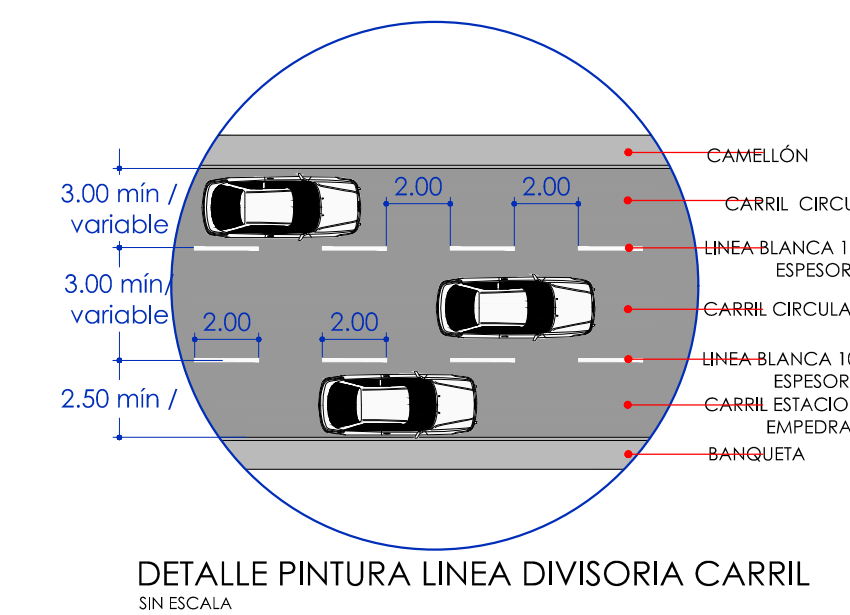 CAMELLÓN
3.00 mín /
variable
2.00
2.00
CARRIL CIRCU
LINEA BLANCA 1
ESPESOR
3.00 mín/
variable
CARRIL CIRCULA
2.00
2.00
LINEA BLANCA 10
ESPESOR
2.50 mín /
CARRIL ESTACIO
EMPEDRA
BANQUETA
DETALLE PINTURA LINEA DIVISORIA CARRIL
SIN ESCALA